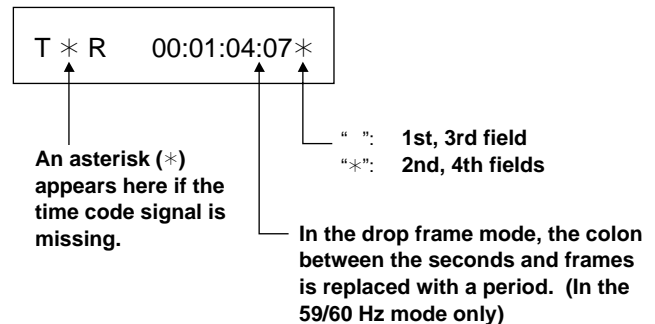 T ＊ R 00:01:04:07＊
“ ”: 1st, 3rd field
“＊”: 2nd, 4th fields
An asterisk (＊)
appears here if the
time code signal is
missing.
In the drop frame mode, the colon
between the seconds and frames
is replaced with a period. (In the
59/60 Hz mode only)